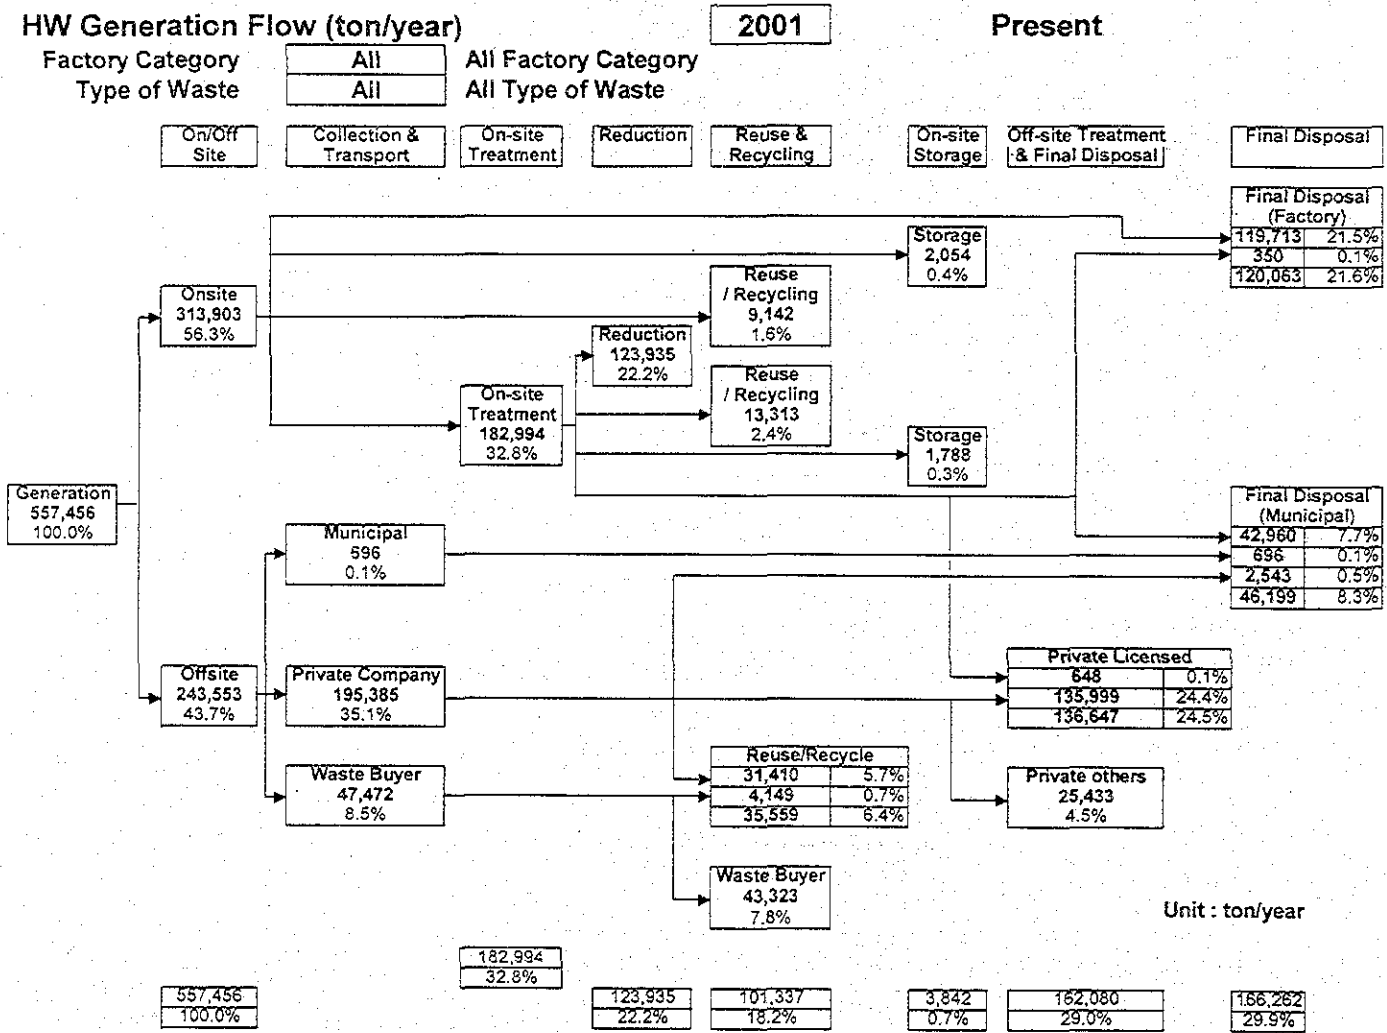 HW Generation Flow (ton/year)
2001
Present
Factory Category
All
All Factory Category
Type of Waste
All
All Type of Waste
On/Off
Site
Collection &
Transport
On-site
Treatment
Reduction
Reuse &
Recycling
On-site
Storage
Off-site Treatment
& Final Disposal
Final Disposal
Final Disposal
(Factory)
119,713 21.5%
350 0.1%
120,063 21.6%
Storage
2,054
0.4%
Reuse
/ Recycling
9,142
1.6%
Onsite
313,903
56.3%
Reduction
123,935
22.2%
Reuse
/ Recycling
13,313
2.4%
On-site
Treatment
182,994
32.8%
Storage
1,788
0.3%
Generation
557,456
100.0%
Final Disposal
(Municipal)
42,960 7.7%
696 0.1%
2,543 0.5%
46,199 8.3%
Municipal
696
0.1%
Offsite
243,553
43.7%
Private Company
195,385
35.1%
Private Licensed
648 0.1%
135,999 24.4%
136,647 24.5%
Waste Buyer
47,472
8.5%
Reuse/Recycle
31,410 5.7%
4,149 0.7%
35,559 6.4%
Private others
25,433
4.5%
Waste Buyer
43,323
7.8%
Unit : ton/year
182,994
32.8%
557,456
100.0%
123,935
22.2%
101,337
18.2%
3,842
0.7%
162,080
29.0%
166,262
29.9%